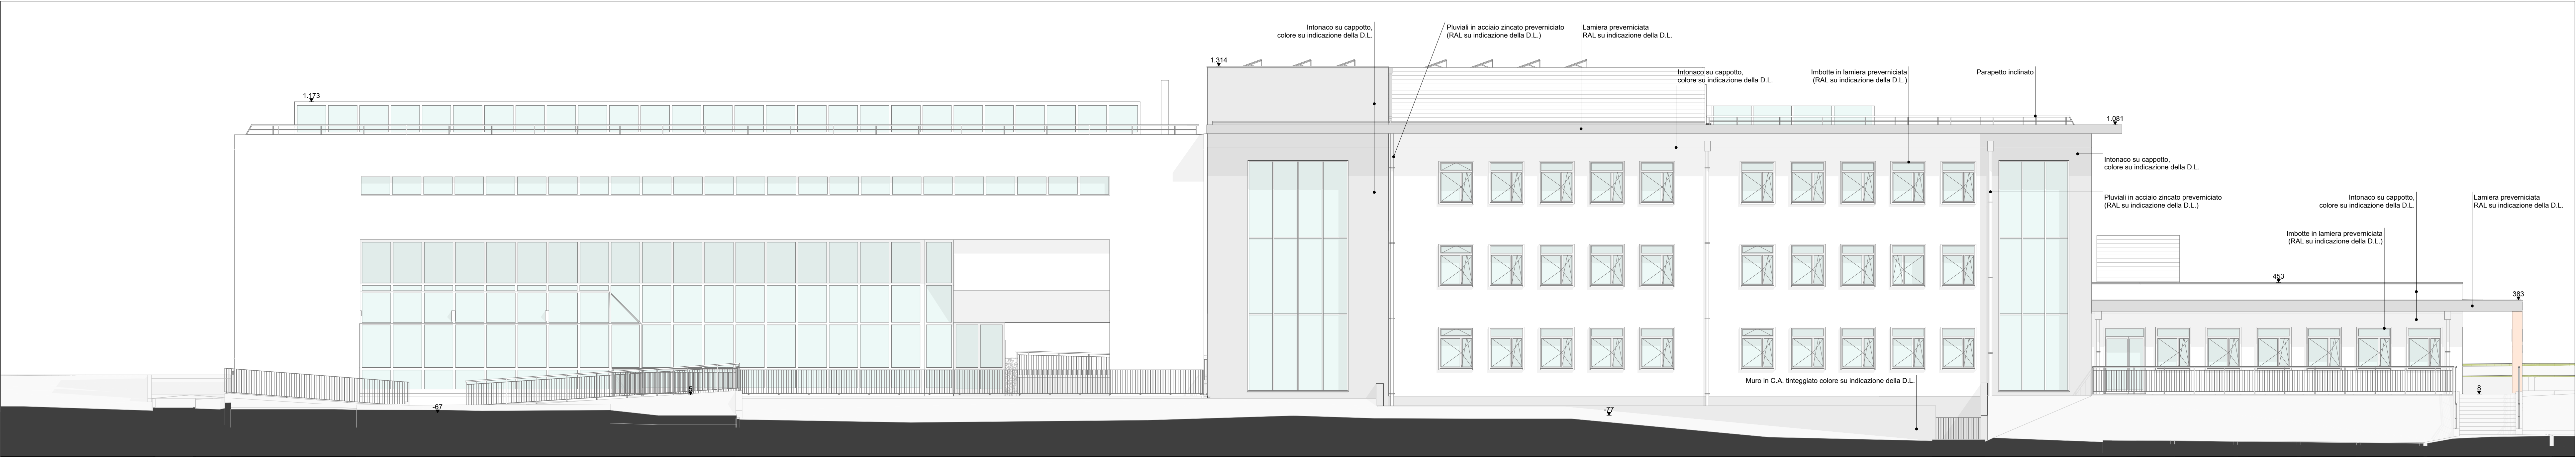 Intonaco su cappotto,
colore su indicazione della D.L.
Pluviali in acciaio zincato preverniciato
(RAL su indicazione della D.L.)
Lamiera preverniciata
RAL su indicazione della D.L.
1.314
Intonaco su cappotto,
colore su indicazione della D.L.
Imbotte in lamiera preverniciata
(RAL su indicazione della D.L.)
Parapetto inclinato
1.173
1.081
Intonaco su cappotto,
colore su indicazione della D.L.
Pluviali in acciaio zincato preverniciato
(RAL su indicazione della D.L.)
Intonaco su cappotto,
colore su indicazione della D.L.
Lamiera preverniciata
RAL su indicazione della D.L.
Imbotte in lamiera preverniciata
(RAL su indicazione della D.L.)
453
383
Muro in C.A. tinteggiato colore su indicazione della D.L.
-67
-77